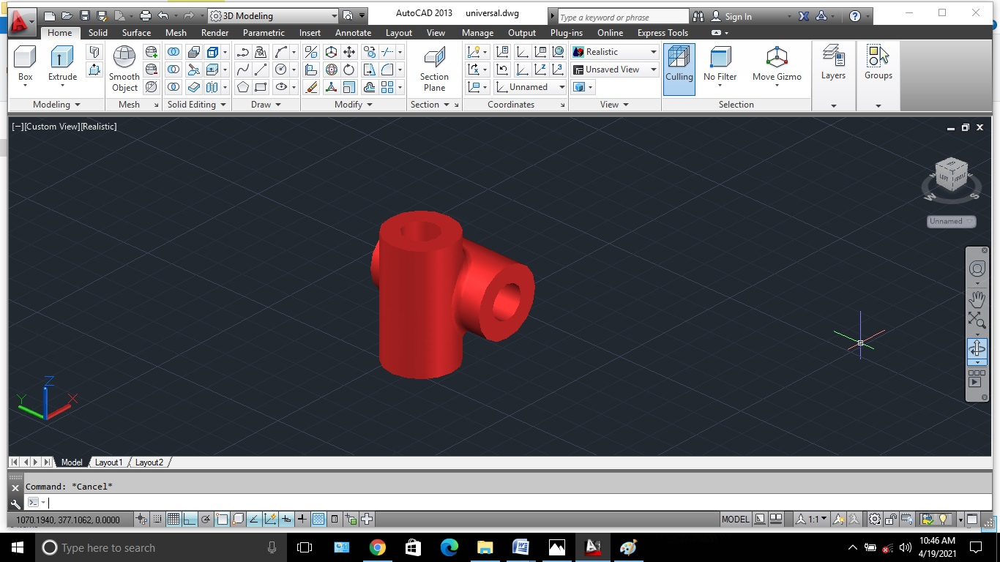 3D Modeling
AutoCAD 2013 universal.dwg
Type a keyword or phrase
Sign In
Home Solid Surface Mesh Render Parametric Insert Annotate Layout View Manage Output Plug-ins Online Express Tools
Box
Extrude
Smooth
Object
Section
Plane
Realistic
Unsaved View
Unnamed
Culling
No Filter
Move Gizmo
Layers
Groups
Modeling
Mesh
Solid Editing
Draw
Modify
Section
Coordinates
View
Selection
[−][Custom View][Realistic]
TOP
LEFT
FRONT
W
S
Unnamed
Z
Y
X
Model Layout1 Layout2
Command: *Cancel*
1070.1940, 377.1062, 0.0000
MODEL
1:1
Type here to search
10:46 AM
4/19/2021